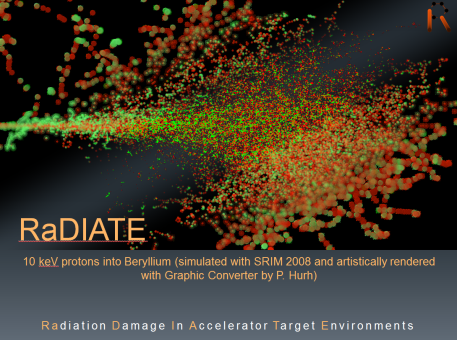 RaDIATE
10 keV protons into Beryllium (simulated with SRIM 2008 and artistically rendered
with Graphic Converter by P. Hurh)
Radiation Damage In Accelerator Target Environments